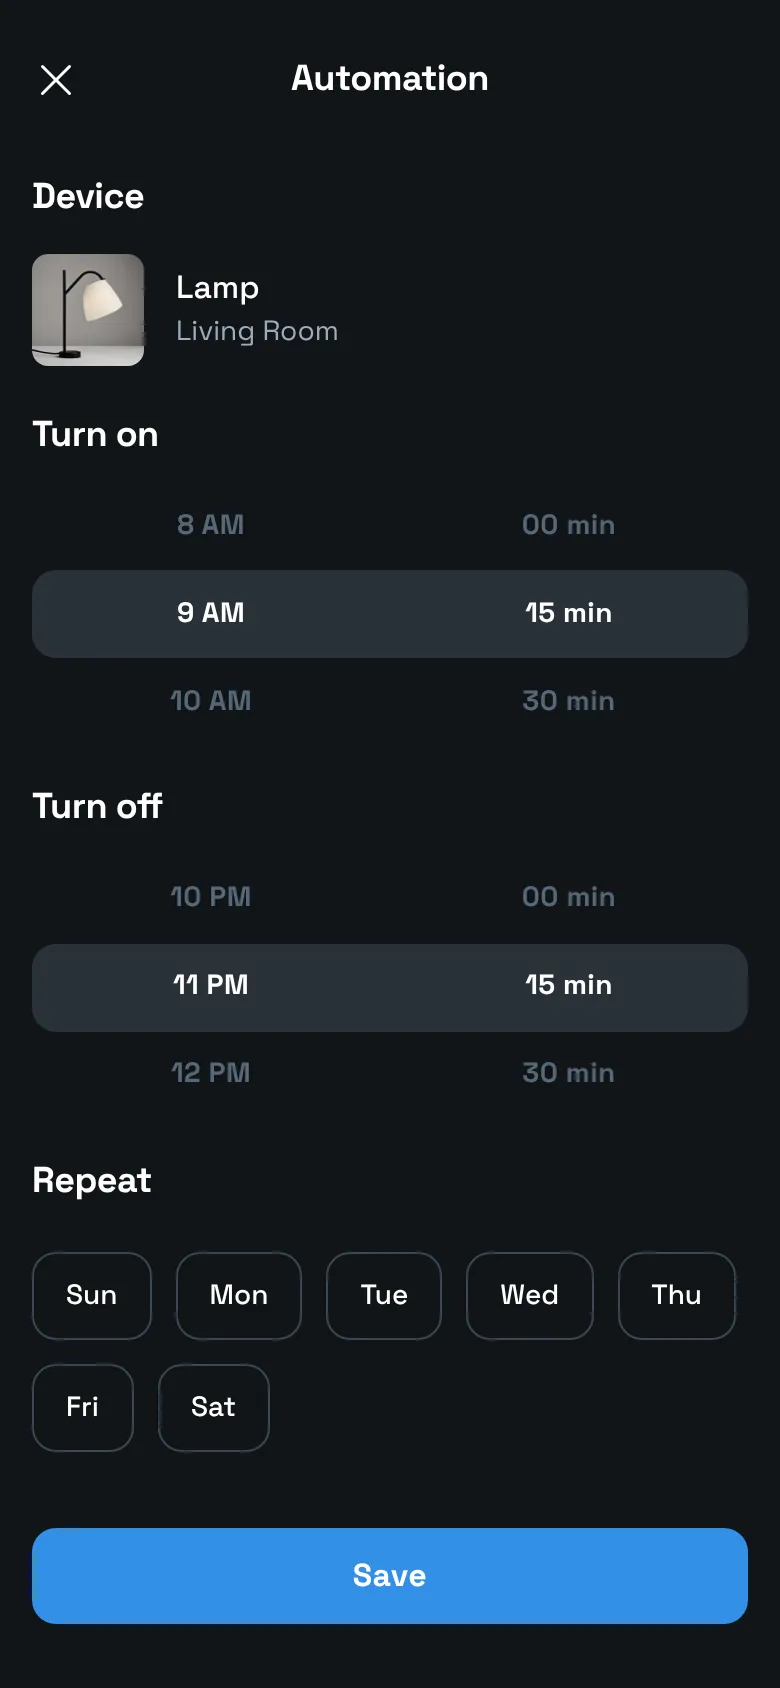 Automation
Device
Lamp
Living Room
Turn on
8 AM 00 min
9 AM 15 min
10 AM 30 min
Turn off
10 PM 00 min
11 PM 15 min
12 PM 30 min
Repeat
Sun Mon Tue Wed Thu
Fri Sat
Save